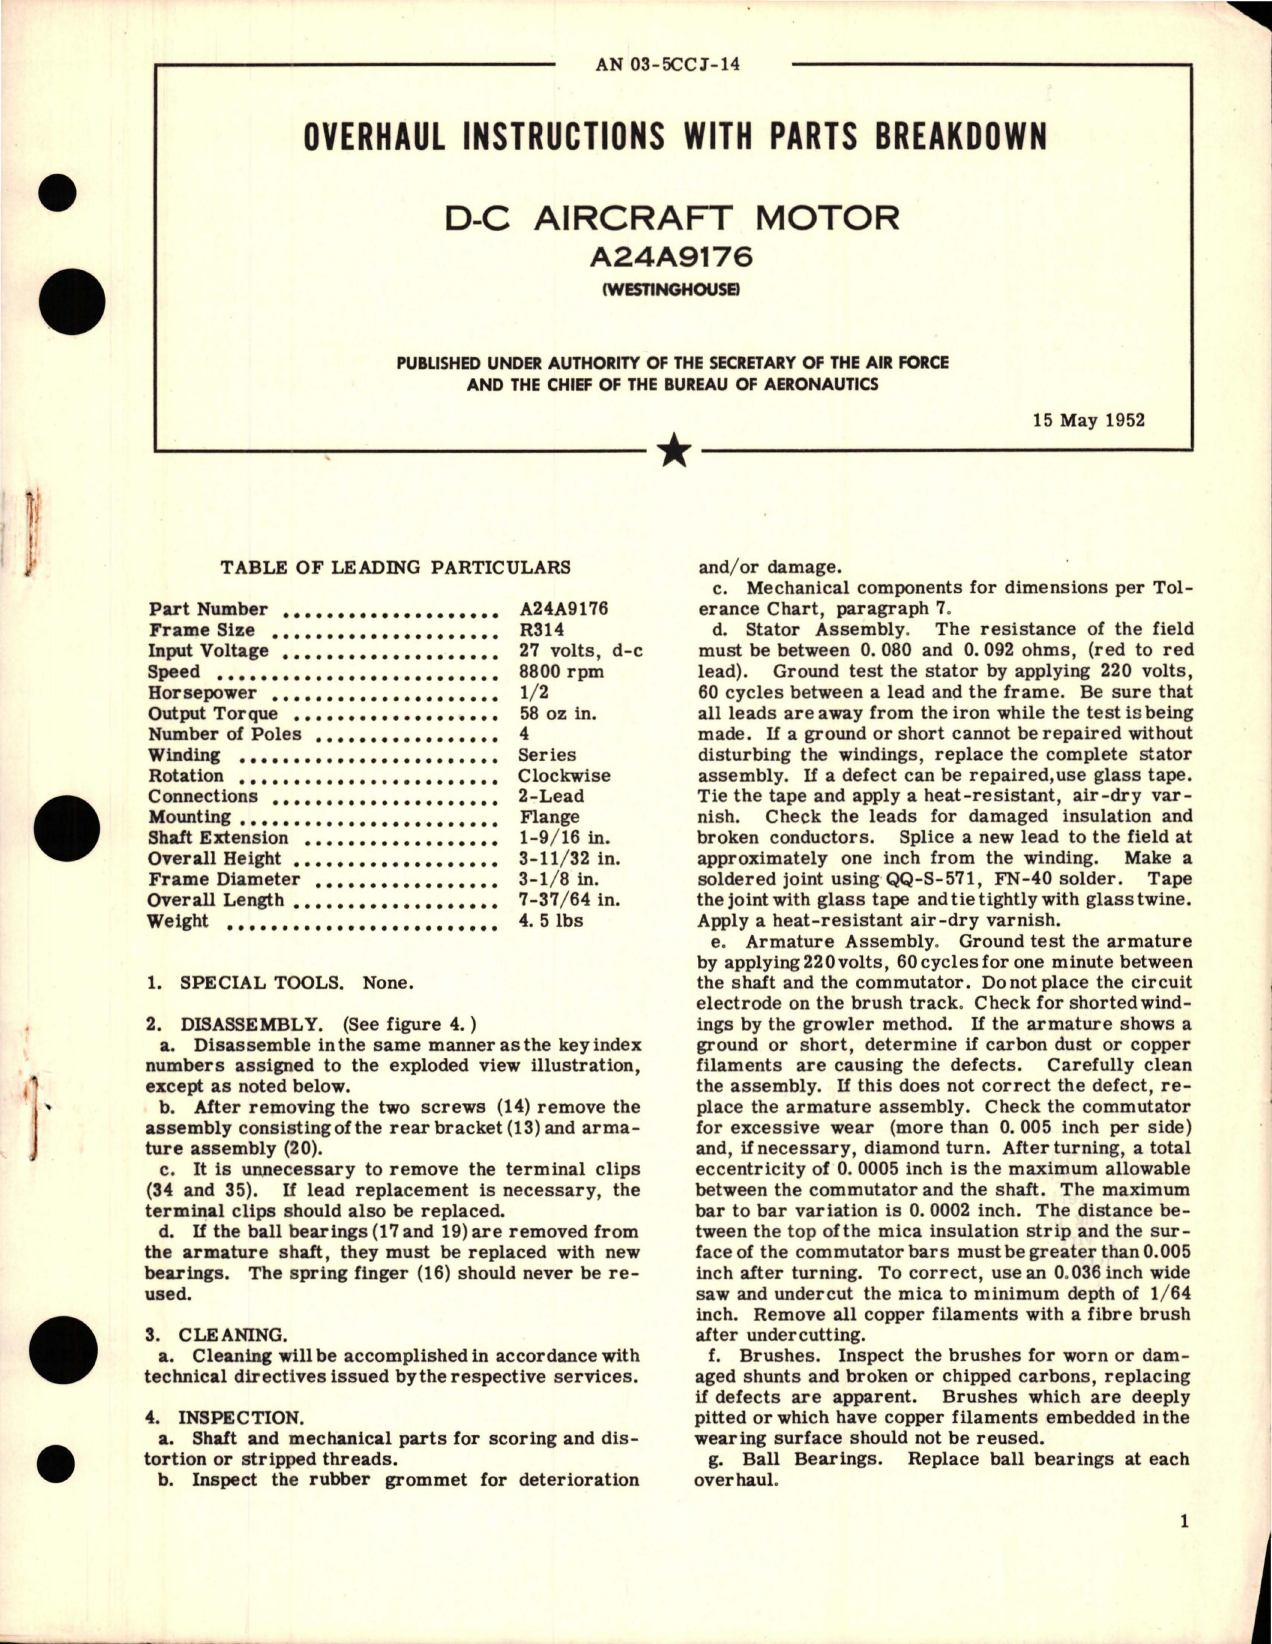 AN 03-5CCJ-14
OVERHAUL INSTRUCTIONS WITH PARTS BREAKDOWN
D-C AIRCRAFT MOTOR
A24A9176
(WESTINGHOUSE)
PUBLISHED UNDER AUTHORITY OF THE SECRETARY OF THE AIR FORCE
AND THE CHIEF OF THE BUREAU OF AERONAUTICS
15 May 1952
TABLE OF LEADING PARTICULARS
Part Number .................... A24A9176
Frame Size ..................... R314
Input Voltage .................... 27 volts, d-c
Speed .......................... 8800 rpm
Horsepower ..................... 1/2
Output Torque ................... 58 oz in.
Number of Poles ................. 4
Winding ........................ Series
Rotation ........................ Clockwise
Connections ..................... 2-Lead
Mounting ........................ Flange
Shaft Extension .................. 1-9/16 in.
Overall Height ................... 3-11/32 in.
Frame Diameter ................. 3-1/8 in.
Overall Length ................... 7-37/64 in.
Weight ......................... 4. 5 lbs
1. SPECIAL TOOLS. None.
2. DISASSEMBLY. (See figure 4. )
a. Disassemble in the same manner as the key index
numbers assigned to the exploded view illustration,
except as noted below.
b. After removing the two screws (14) remove the
assembly consisting of the rear bracket (13) and arma-
ture assembly (20).
c. It is unnecessary to remove the terminal clips
(34 and 35). If lead replacement is necessary, the
terminal clips should also be replaced.
d. If the ball bearings (17 and 19) are removed from
the armature shaft, they must be replaced with new
bearings. The spring finger (16) should never be re-
used.
3. CLEANING.
a. Cleaning will be accomplished in accordance with
technical directives issued by the respective services.
4. INSPECTION.
a. Shaft and mechanical parts for scoring and dis-
tortion or stripped threads.
b. Inspect the rubber grommet for deterioration
and/or damage.
c. Mechanical components for dimensions per Tol-
erance Chart, paragraph 7.
d. Stator Assembly. The resistance of the field
must be between 0. 080 and 0. 092 ohms, (red to red
lead). Ground test the stator by applying 220 volts,
60 cycles between a lead and the frame. Be sure that
all leads are away from the iron while the test is being
made. If a ground or short cannot be repaired without
disturbing the windings, replace the complete stator
assembly. If a defect can be repaired, use glass tape.
Tie the tape and apply a heat-resistant, air-dry var-
nish. Check the leads for damaged insulation and
broken conductors. Splice a new lead to the field at
approximately one inch from the winding. Make a
soldered joint using QQ-S-571, FN-40 solder. Tape
the joint with glass tape and tie tightly with glass twine.
Apply a heat-resistant air-dry varnish.
e. Armature Assembly. Ground test the armature
by applying 220 volts, 60 cycles for one minute between
the shaft and the commutator. Do not place the circuit
electrode on the brush track. Check for shorted wind-
ings by the growler method. If the armature shows a
ground or short, determine if carbon dust or copper
filaments are causing the defects. Carefully clean
the assembly. If this does not correct the defect, re-
place the armature assembly. Check the commutator
for excessive wear (more than 0. 005 inch per side)
and, if necessary, diamond turn. After turning, a total
eccentricity of 0. 0005 inch is the maximum allowable
between the commutator and the shaft. The maximum
bar to bar variation is 0. 0002 inch. The distance be-
tween the top of the mica insulation strip and the sur-
face of the commutator bars must be greater than 0.005
inch after turning. To correct, use an 0.036 inch wide
saw and undercut the mica to minimum depth of 1/64
inch. Remove all copper filaments with a fibre brush
after undercutting.
f. Brushes. Inspect the brushes for worn or dam-
aged shunts and broken or chipped carbons, replacing
if defects are apparent. Brushes which are deeply
pitted or which have copper filaments embedded in the
wearing surface should not be reused.
g. Ball Bearings. Replace ball bearings at each
overhaul.
1